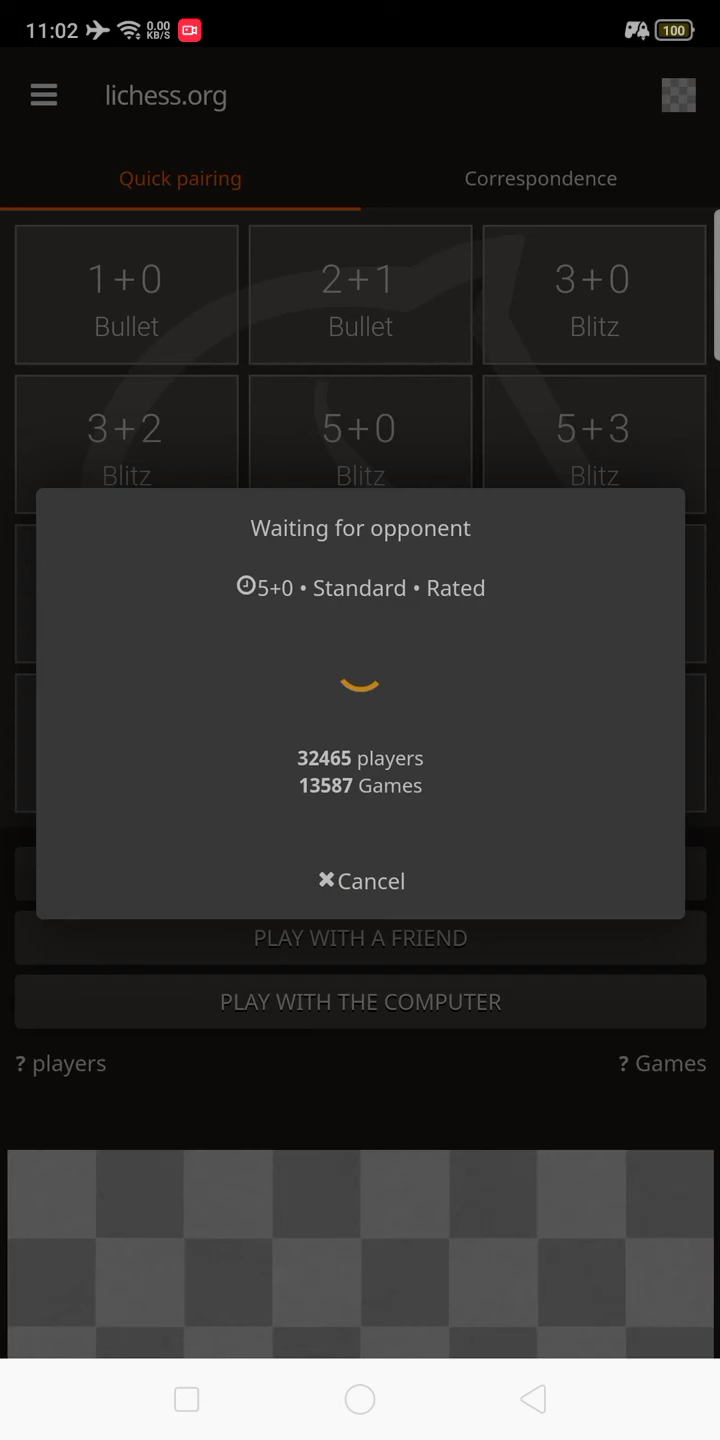 11:02 0.00 KB/S 100
lichess.org
Quick pairing Correspondence
1+0 2+1 3+0
Bullet Bullet Blitz
3+2 5+0 5+3
Blitz Blitz Blitz
Waiting for opponent
5+0 • Standard • Rated
32465 players
13587 Games
Cancel
PLAY WITH A FRIEND
PLAY WITH THE COMPUTER
? players ? Games